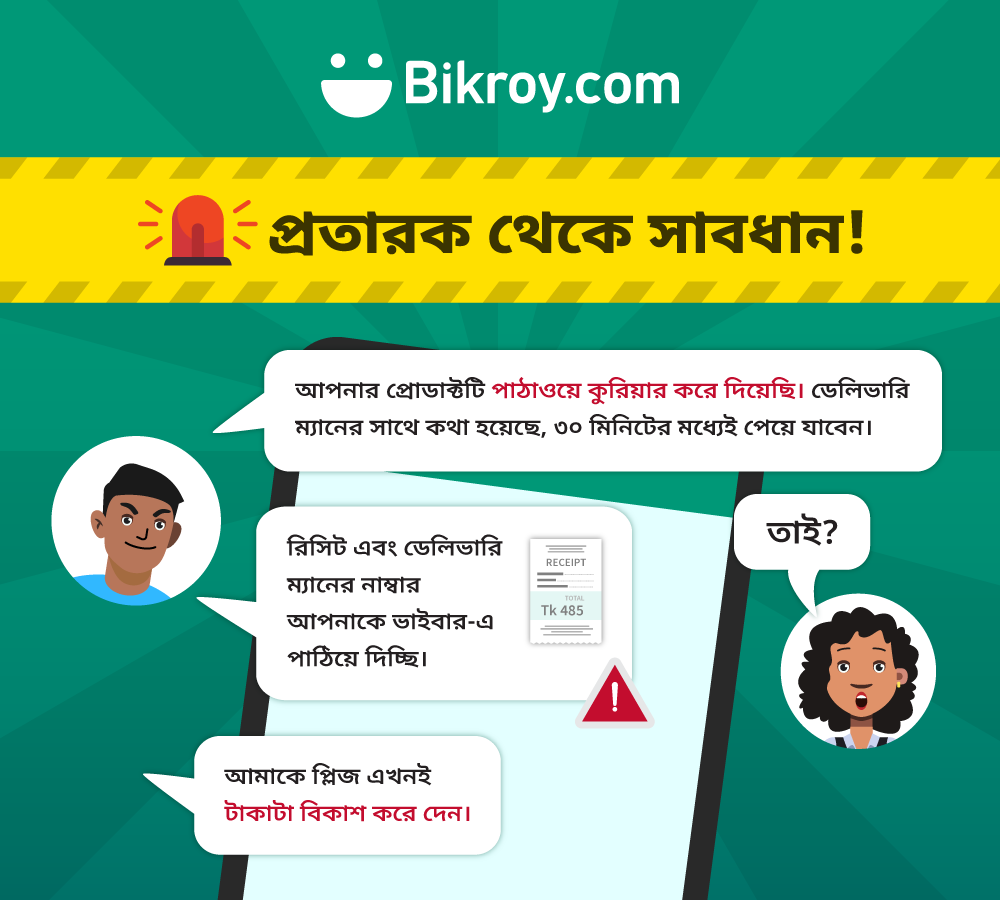 Bikroy.com
প্রতারক থেকে সাবধান!
আপনার প্রোডাক্টটি পাঠাওয়ে কুরিয়ার করে দিয়েছি। ডেলিভারি
ম্যানের সাথে কথা হয়েছে, ৩০ মিনিটের মধ্যেই পেয়ে যাবেন।
তাই?
রিসিট এবং ডেলিভারি
ম্যানের নাম্বার
আপনাকে ভাইবার-এ
পাঠিয়ে দিচ্ছি।
RECEIPT
TOTAL
Tk 485
!
আমাকে প্লিজ এখনই
টাকাটা বিকাশ করে দেন।